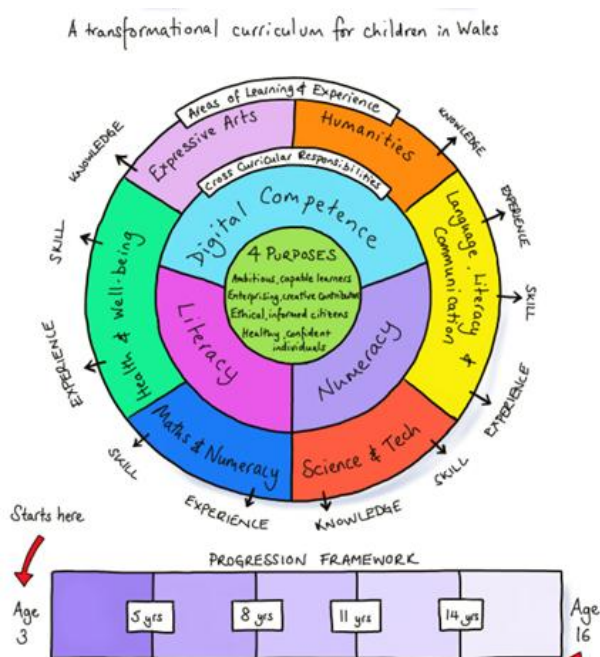 A transformational curriculum for children in Wales
Areas of Learning & Experience
Expressive Arts
Humanities
Language, Literacy &
Communication
Science & Tech
Maths & Numeracy
Health & Well-being
Cross Curricular Responsibilities
Digital Competence
Numeracy
Literacy
4 PURPOSES
Ambitious, capable learners
Enterprising, creative contributors
Ethical, informed citizens
Healthy, confident
individuals
KNOWLEDGE
EXPERIENCE
SKILL
EXPERIENCE
SKILL
KNOWLEDGE
EXPERIENCE
SKILL
EXPERIENCE
SKILL
KNOWLEDGE
Starts here
PROGRESSION FRAMEWORK
Age
3
5 yrs
8 yrs
11 yrs
14 yrs
Age
16